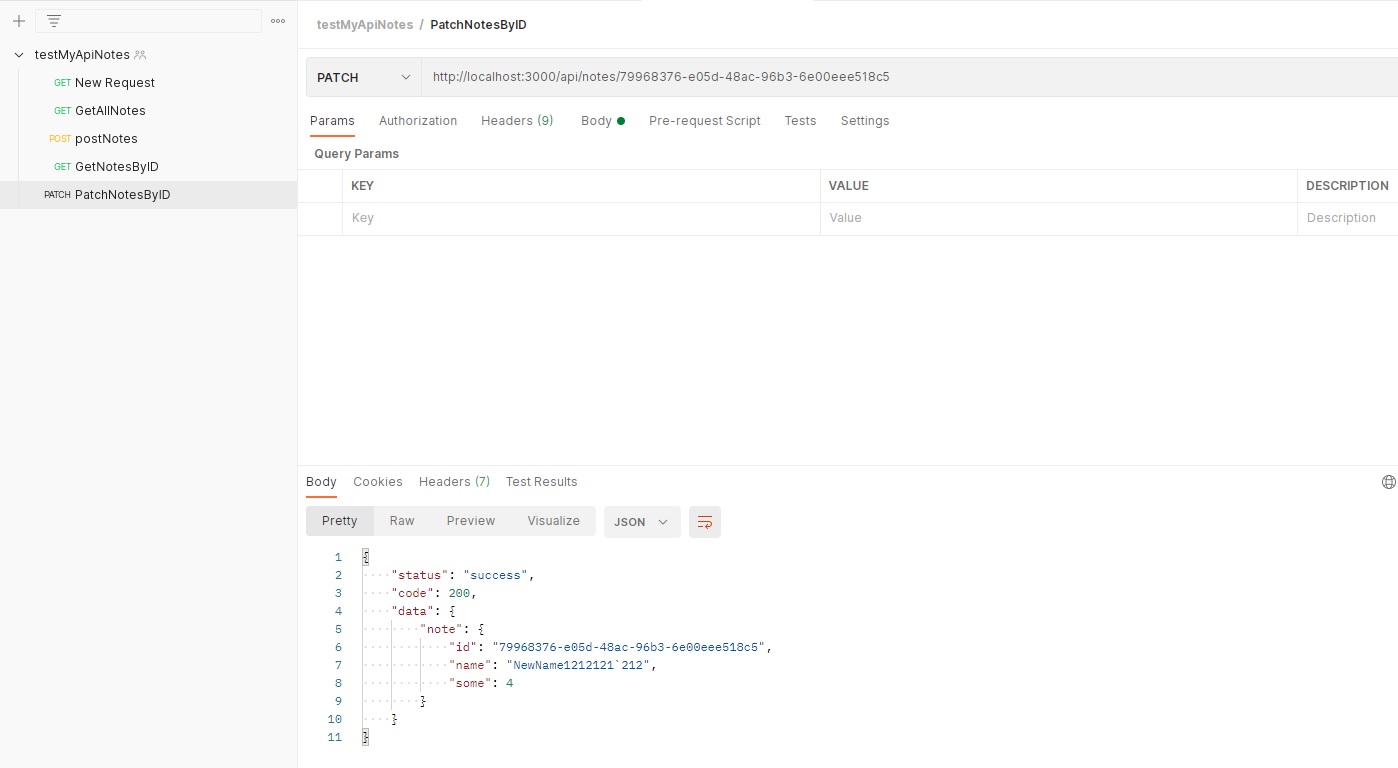 testMyApiNotes
GET New Request
GET GetAllNotes
POST postNotes
GET GetNotesByID
PATCH PatchNotesByID
testMyApiNotes / PatchNotesByID
PATCH http://localhost:3000/api/notes/79968376-e05d-48ac-96b3-6e00eee518c5
Params Authorization Headers (9) Body Pre-request Script Tests Settings
Query Params
KEY VALUE DESCRIPTION
Key Value Description
Body Cookies Headers (7) Test Results
Pretty Raw Preview Visualize JSON
1 {
2 "status": "success",
3 "code": 200,
4 "data": {
5 "note": {
6 "id": "79968376-e05d-48ac-96b3-6e00eee518c5",
7 "name": "NewName1212121`212",
8 "some": 4
9 }
10 }
11 }